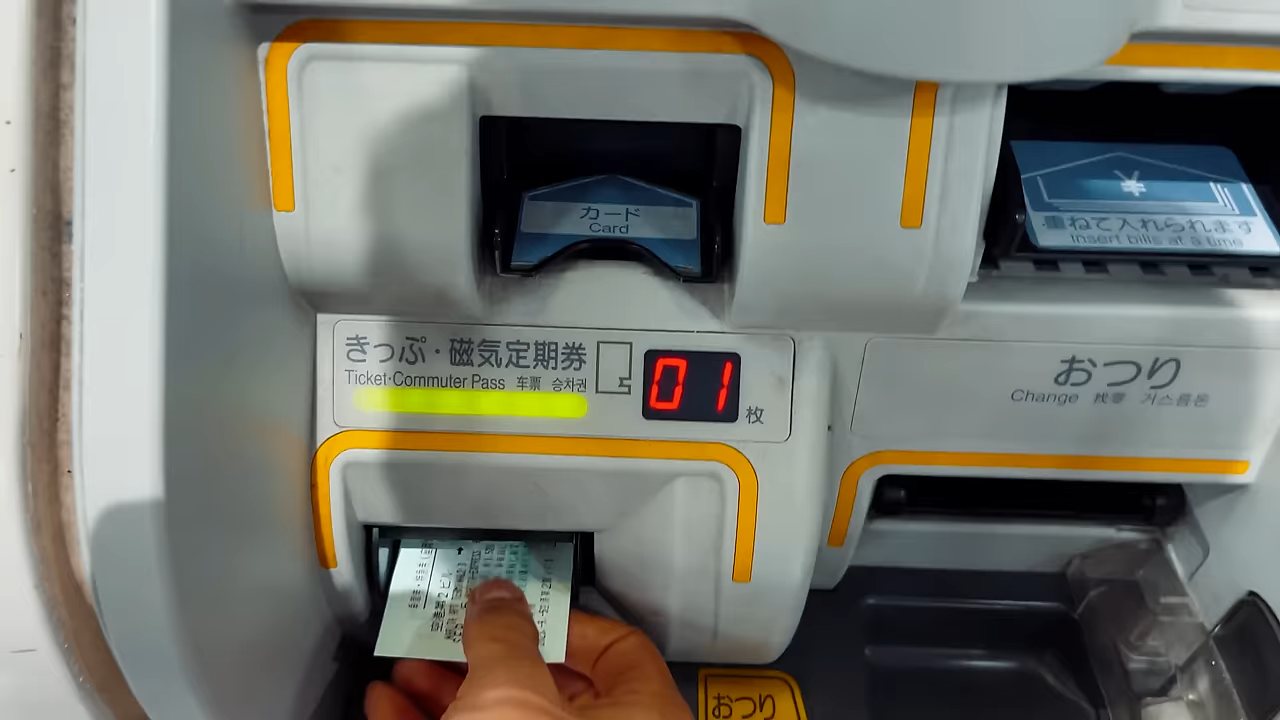 カード
Card
¥
重ねて入れられます
Insert bills at a time
きっぷ・磁気定期券
Ticket・Commuter Pass 车票 승차권
01
枚
おつり
Change 找零 거스름돈
おつり